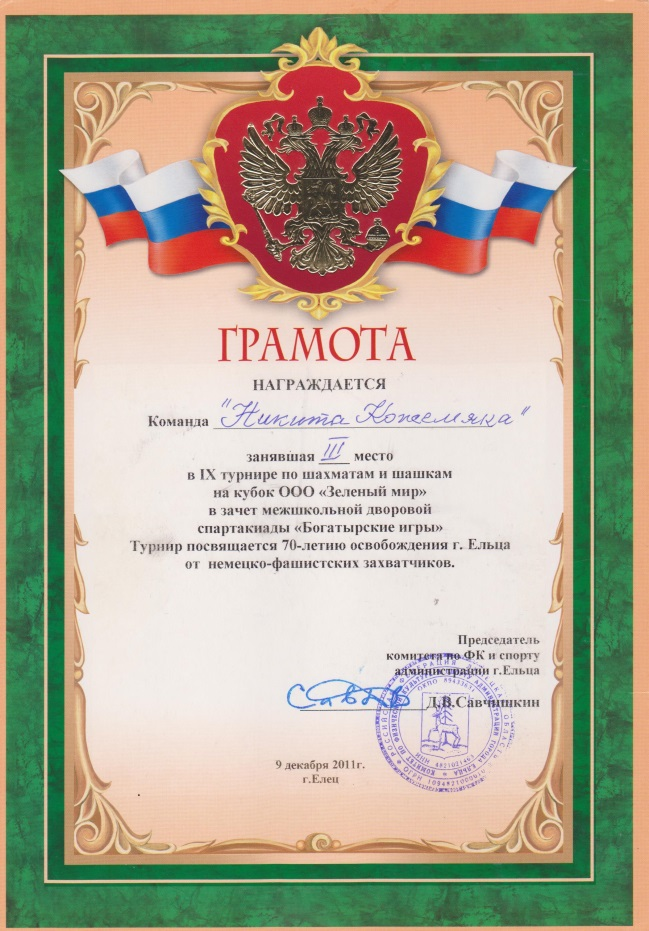 ГРАМОТА
НАГРАЖДАЕТСЯ
Команда "Никита Кожемяка"
занявшая III место
в IX турнире по шахматам и шашкам
на кубок ООО «Зеленый мир»
в зачет межшкольной дворовой
спартакиады «Богатырские игры»
Турнир посвящается 70-летию освобождения г. Ельца
от немецко-фашистских захватчиков.
Председатель
комитета по ФК и спорту
администрации г.Ельца
Д.В.Савчишкин
9 декабря 2011г.
г.Елец